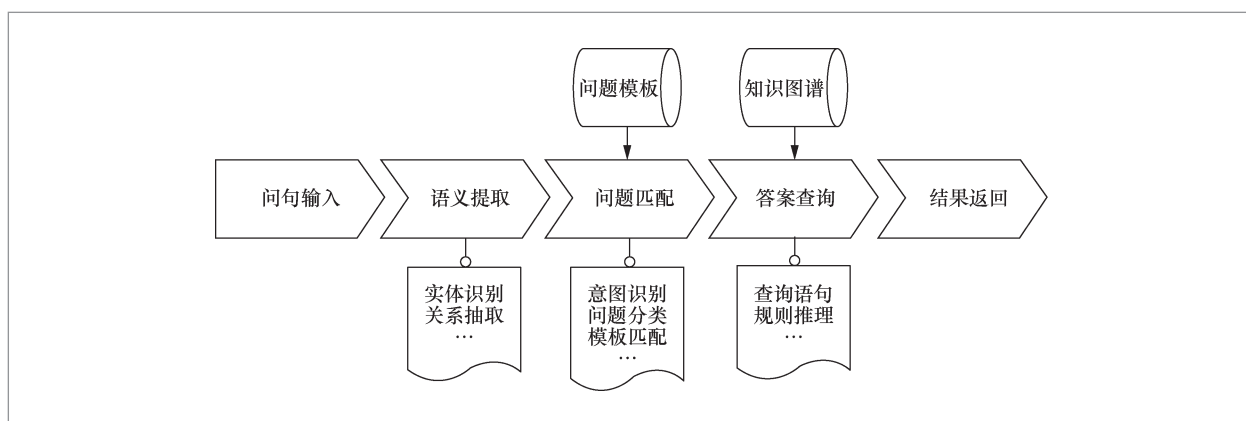 问题模板
知识图谱
问句输入
语义提取
问题匹配
答案查询
结果返回
实体识别
关系抽取
…
意图识别
问题分类
模板匹配
…
查询语句
规则推理
…